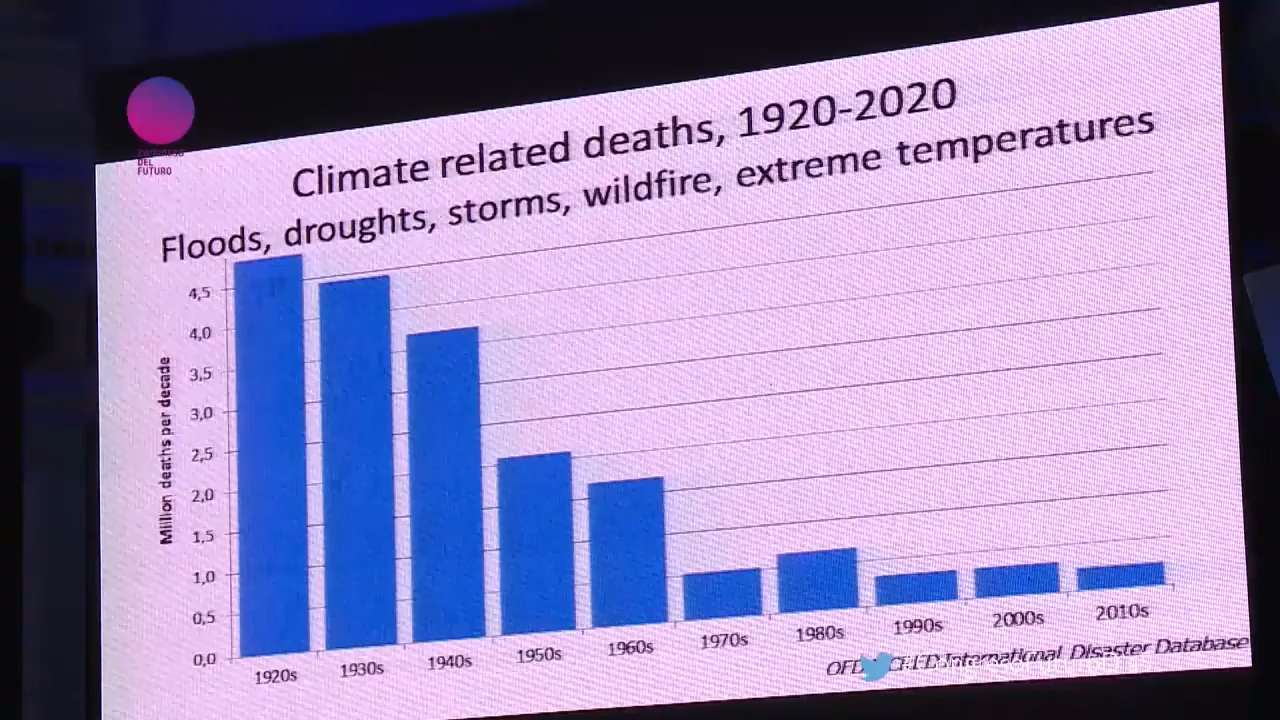 DEL
FUTURO
Climate related deaths, 1920-2020
Floods, droughts, storms, wildfire, extreme temperatures
Million deaths per decade
4,5
4,0
3,5
3,0
2,5
2,0
1,5
1,0
0,5
0,0
1920s
1930s
1940s
1950s
1960s
1970s
1980s
1990s
2000s
2010s
International Disaster Database